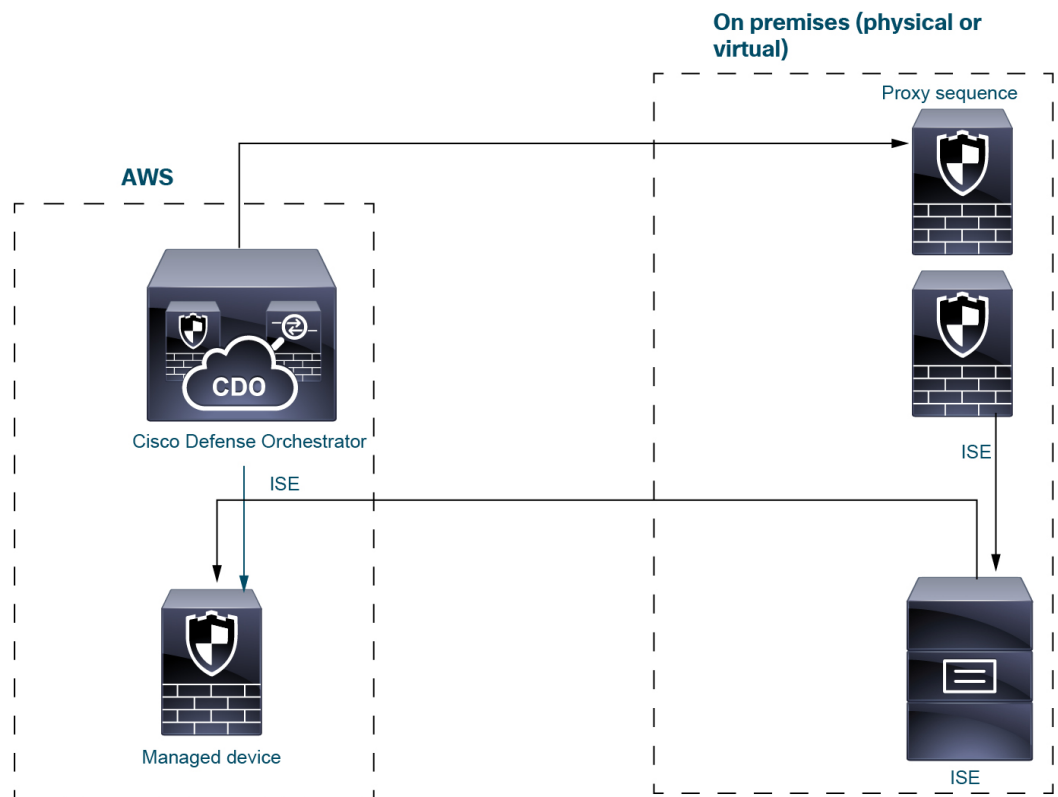 On premises (physical or
virtual)
Proxy sequence
AWS
CDO
Cisco Defense Orchestrator
ISE
ISE
Managed device
ISE